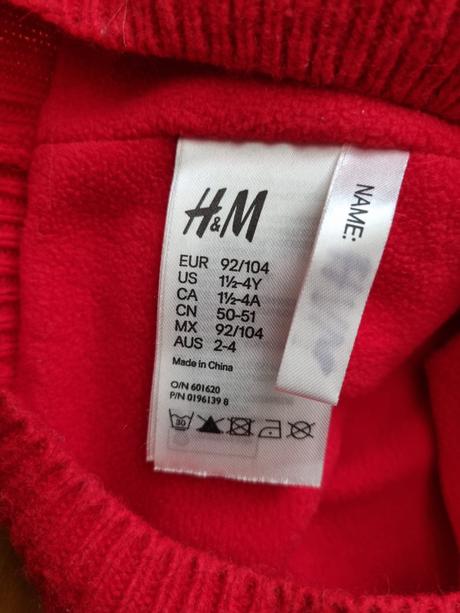 H&M
EUR 92/104
US 1½-4Y
CA 1½-4A
CN 50-51
MX 92/104
AUS 2-4
Made in China
O/N 601620
P/N 0196139 8
30
NAME: